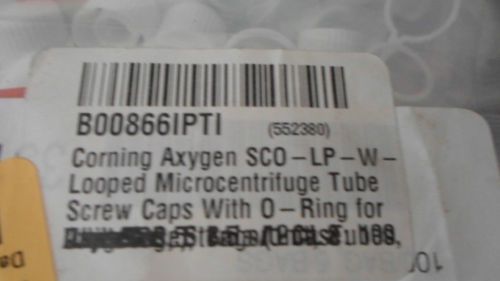 B00866IPTI (552380)
Corning Axygen SCO-LP-W-
Looped Microcentrifuge Tube
Screw Caps With O-Ring for